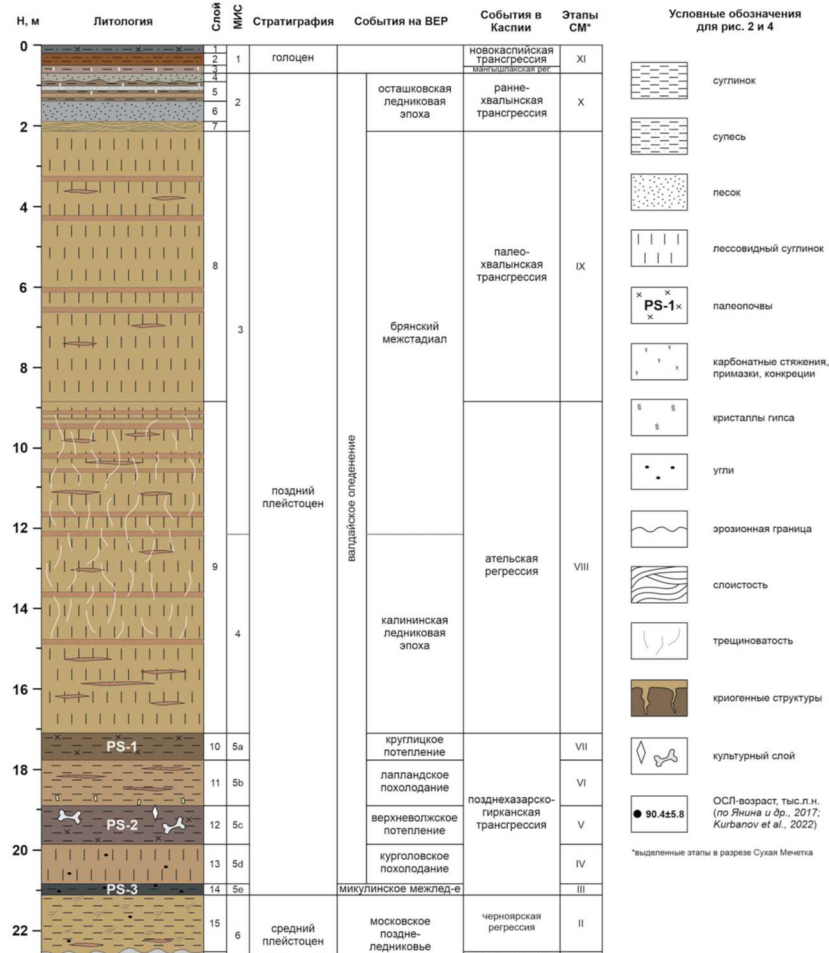 Н, м
Литология
Слой
МИС
Стратиграфия
События на ВЕР
События в
Каспии
Этапы
СМ*
0
2
4
6
8
10
12
14
16
18
20
22
PS-1
PS-2
PS-3
1
2
3
4
5
6
7
8
9
10
11
12
13
14
15
1
2
3
4
5a
5b
5c
5d
5e
6
голоцен
поздний
плейстоцен
средний
плейстоцен
валдайское оледенение
осташковская
ледниковая
эпоха
брянский
межстадиал
калининская
ледниковая
эпоха
круглицкое
потепление
лапландское
похолодание
верхневолжское
потепление
курголовское
похолодание
микулинское межлед-е
московское
поздне-
ледниковье
новокаспийская
трансгрессия
мангышлакская рег.
ранне-
хвалынская
трансгрессия
палео-
хвалынская
трансгрессия
ательская
регрессия
позднехазарско-
гирканская
трансгрессия
черноярская
регрессия
XI
X
IX
VIII
VII
VI
V
IV
III
II
Условные обозначения
для рис. 2 и 4
суглинок
супесь
песок
лессовидный суглинок
PS-1
палеопочвы
карбонатные стяжения,
примазки, конкреции
кристаллы гипса
угли
эрозионная граница
слоистость
трещиноватость
криогенные структуры
культурный слой
90.4±5.8
ОСЛ-возраст, тыс.л.н.
(по Янина и др., 2017;
Kurbanov et al., 2022)
*выделенные этапы в разрезе Сухая Мечетка